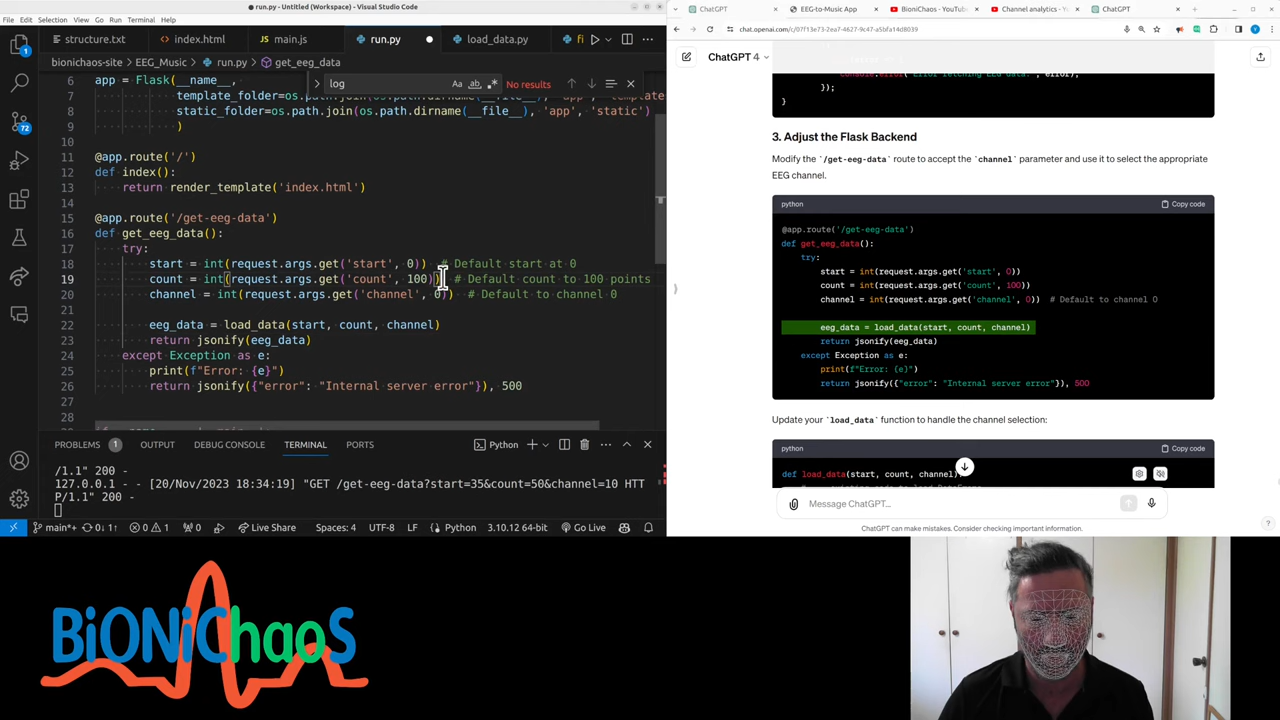 run.py - Untitled (Workspace) - Visual Studio Code
File Edit Selection View Go Run Terminal Help
structure.txt index.html main.js run.py load_data.py
bionichaos-site > EEG_Music > run.py > get_eeg_data
log Aa ab .* No results
6 app = Flask(__name__,
7 template_folder=os.path.join(os.path.dirname(__file__), 'app', 'templat
8 static_folder=os.path.join(os.path.dirname(__file__), 'app', 'static')
9 )
10
11 @app.route('/')
12 def index():
13 return render_template('index.html')
14
15 @app.route('/get-eeg-data')
16 def get_eeg_data():
17 try:
18 start = int(request.args.get('start', 0)) # Default start at 0
19 count = int(request.args.get('count', 100)) # Default count to 100 points
20 channel = int(request.args.get('channel', 0)) # Default to channel 0
21
22 eeg_data = load_data(start, count, channel)
23 return jsonify(eeg_data)
24 except Exception as e:
25 print(f"Error: {e}")
26 return jsonify({"error": "Internal server error"}), 500
27
28
PROBLEMS 1 OUTPUT DEBUG CONSOLE TERMINAL PORTS Python
/1.1" 200 -
127.0.0.1 - - [20/Nov/2023 10:34:19] "GET /get-eeg-data?start=35&count=50&channel=10 HTT
P/1.1" 200 -
main*+ 0↓ 1↑ 0 1 0 Live Share Spaces: 4 UTF-8 LF Python 3.10.12 64-bit Go Live
1
72
ChatGPT EEG-to-Music App BioniChaos - YouTube Channel analytics - Yo ChatGPT
chat.openai.com/c/07f13e73-2ea7-4627-9c47-a5bfa14d8039
ChatGPT 4
console.error('Error fetching EEG data:', error);
});
}
3. Adjust the Flask Backend
Modify the `/get-eeg-data` route to accept the `channel` parameter and use it to select the appropriate
EEG channel.
python Copy code
@app.route('/get-eeg-data')
def get_eeg_data():
try:
start = int(request.args.get('start', 0))
count = int(request.args.get('count', 100))
channel = int(request.args.get('channel', 0)) # Default to channel 0
eeg_data = load_data(start, count, channel)
return jsonify(eeg_data)
except Exception as e:
print(f"Error: {e}")
return jsonify({"error": "Internal server error"}), 500
Update your `load_data` function to handle the channel selection:
python Copy code
def load_data(start, count, channel)
Message ChatGPT...
ChatGPT can make mistakes. Consider checking important information.
?
BiONiChaoS